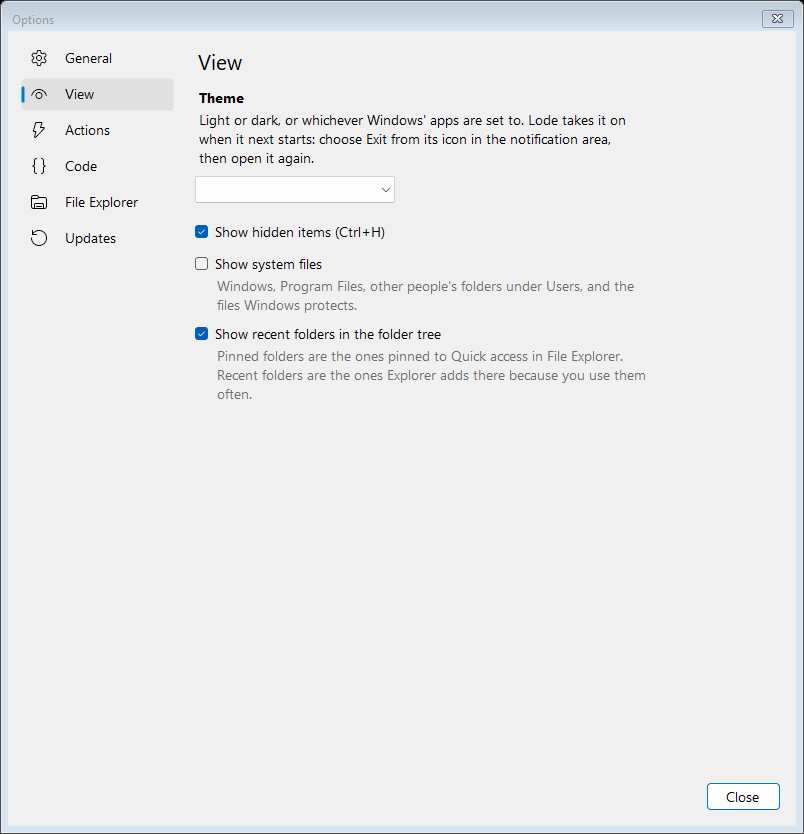 Options
General
View
Actions
Code
File Explorer
Updates
View
Theme
Light or dark, or whichever Windows' apps are set to. Lode takes it on
when it next starts: choose Exit from its icon in the notification area,
then open it again.
Show hidden items (Ctrl+H)
Show system files
Windows, Program Files, other people's folders under Users, and the
files Windows protects.
Show recent folders in the folder tree
Pinned folders are the ones pinned to Quick access in File Explorer.
Recent folders are the ones Explorer adds there because you use them
often.
Close